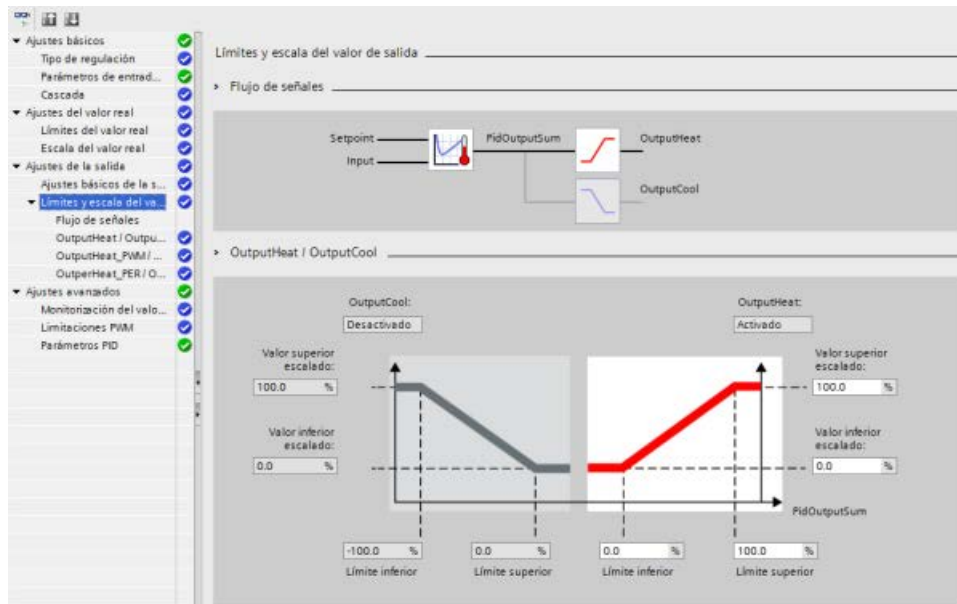 Ajustes básicos
Tipo de regulación
Parámetros de entrad...
Cascada
Ajustes del valor real
Límites del valor real
Escala del valor real
Ajustes de la salida
Ajustes básicos de la s...
Límites y escala del va...
Flujo de señales
OutputHeat / Outpu...
OutputHeat_PWM / ...
OutperHeat_PER / O...
Ajustes avanzados
Monitorización del valo...
Limitaciones PWM
Parámetros PID
Límites y escala del valor de salida
Flujo de señales
Setpoint
Input
PidOutputSum
OutputHeat
OutputCool
OutputHeat / OutputCool
OutputCool:
Desactivado
OutputHeat:
Activado
Valor superior
escalado:
100.0 %
Valor inferior
escalado:
0.0 %
Valor superior
escalado:
100.0 %
Valor inferior
escalado:
0.0 %
PidOutputSum
-100.0 %
Límite inferior
0.0 %
Límite superior
0.0 %
Límite inferior
100.0 %
Límite superior